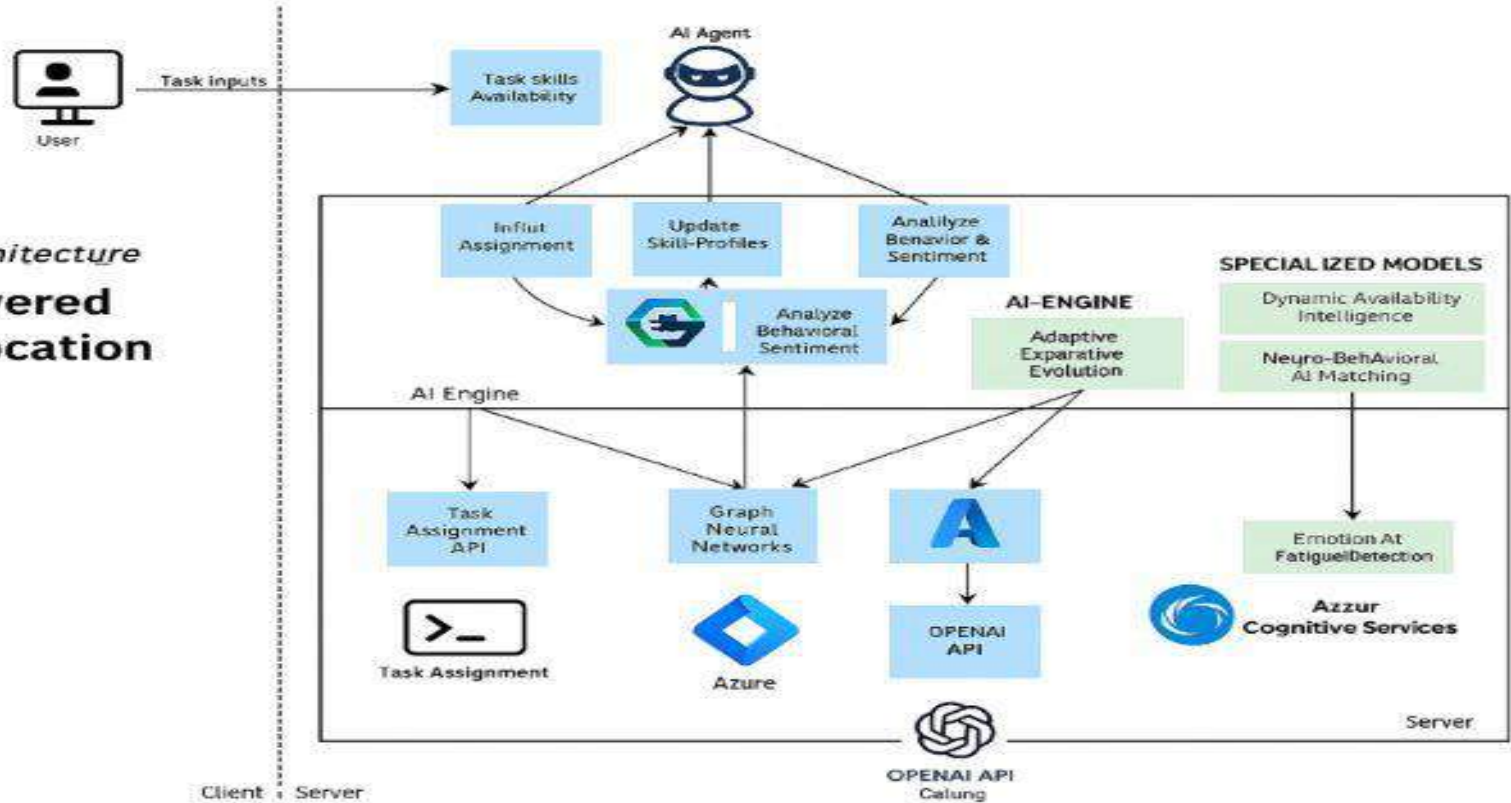 AI Agent
Task inputs
Task skills
Availability
User
hitecture
vered
ocation
Influt
Assignment
Update
Skill-Profiles
Analilyze
Benavior &
Sentiment
SPECIALIZED MODELS
Dynamic Availability
Intelligence
Neyro-BehAvioral
AI Matching
AI-ENGINE
Adaptive
Exparative
Evolution
Analyze
Behavioral
Sentiment
AI Engine
Task
Assignment
API
Graph
Neural
Networks
Emotion At
FatiguelDetection
Task Assignment
Azure
OPENAI
API
Azzur
Cognitive Services
Server
OPENAI API
Calung
Client
Server